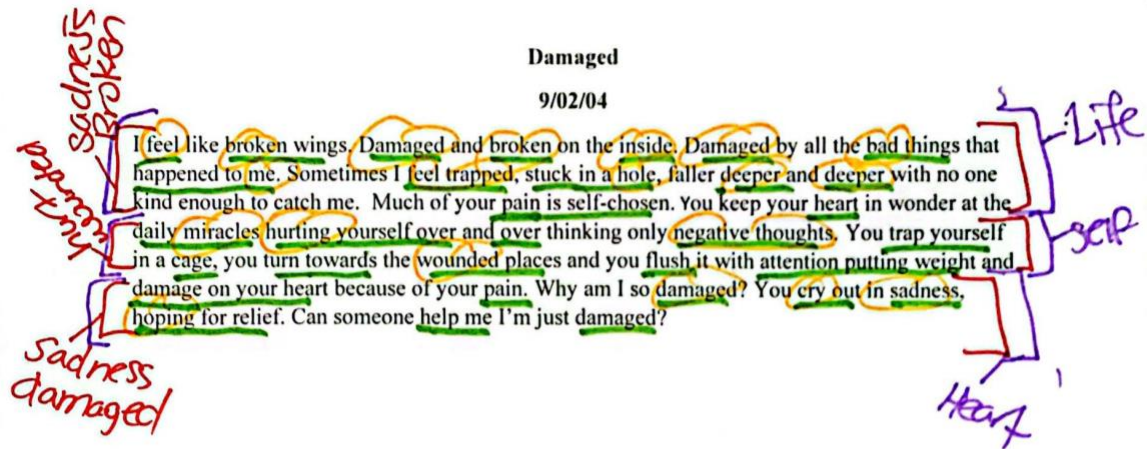 Damaged
9/02/04
I feel like broken wings. Damaged and broken on the inside. Damaged by all the bad things that
happened to me. Sometimes I feel trapped, stuck in a hole, faller deeper and deeper with no one
kind enough to catch me. Much of your pain is self-chosen. You keep your heart in wonder at the
daily miracles hurting yourself over and over thinking only negative thoughts. You trap yourself
in a cage, you turn towards the wounded places and you flush it with attention putting weight and
damage on your heart because of your pain. Why am I so damaged? You cry out in sadness,
hoping for relief. Can someone help me I'm just damaged?
sadness
Broken
hurt
wounded
sadness
damaged
Life
self
Heart